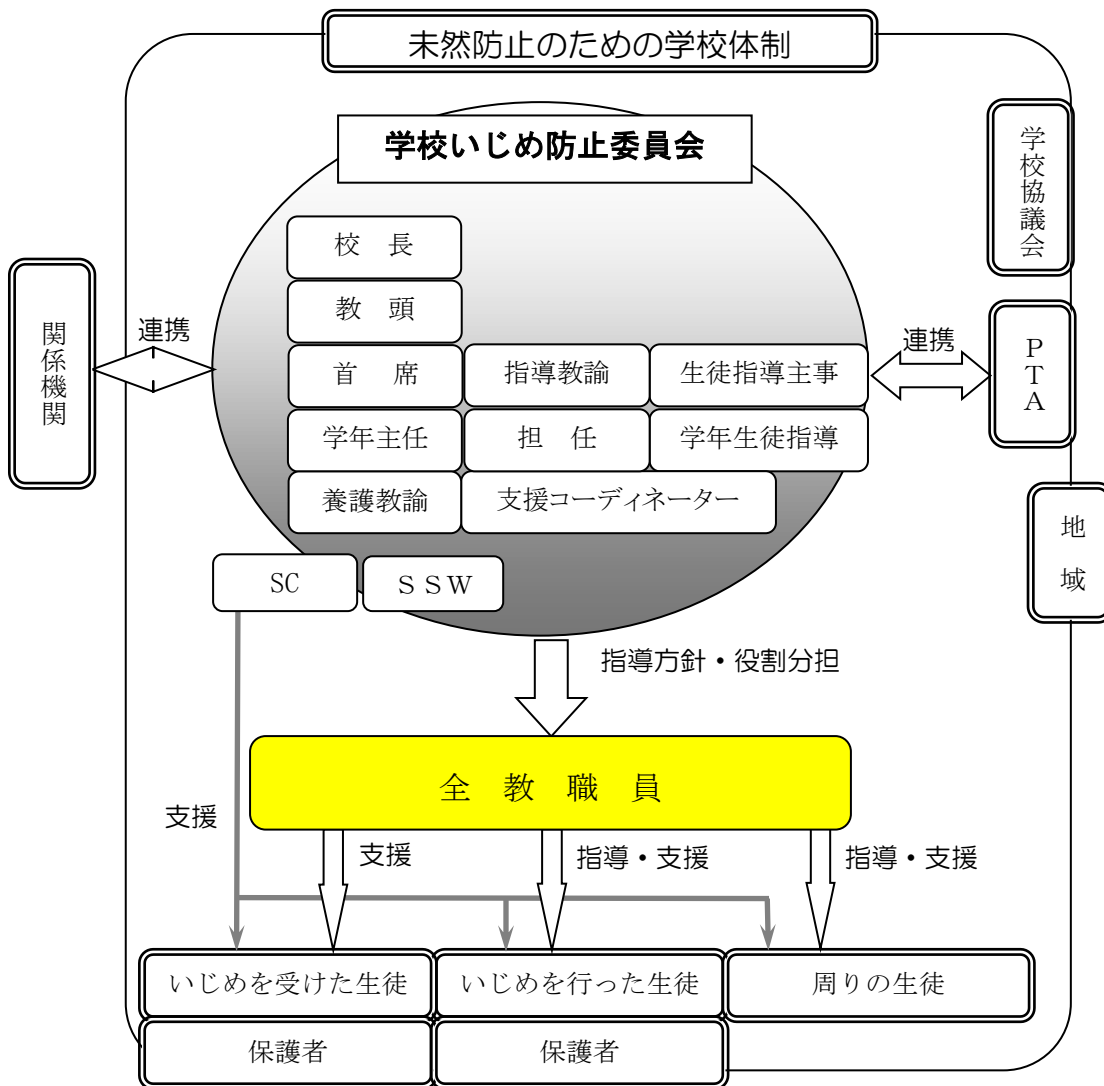 未然防止のための学校体制
学校いじめ防止委員会
校　長
教　頭
首　席
指導教諭
生徒指導主事
学年主任
担　任
学年生徒指導
養護教諭
支援コーディネーター
SC
ＳＳＷ
関係機関
連携
連携
学校協議会
ＰＴＡ
地域
指導方針・役割分担
全　教　職　員
支援
支援
指導・支援
指導・支援
いじめを受けた生徒
いじめを行った生徒
周りの生徒
保護者
保護者